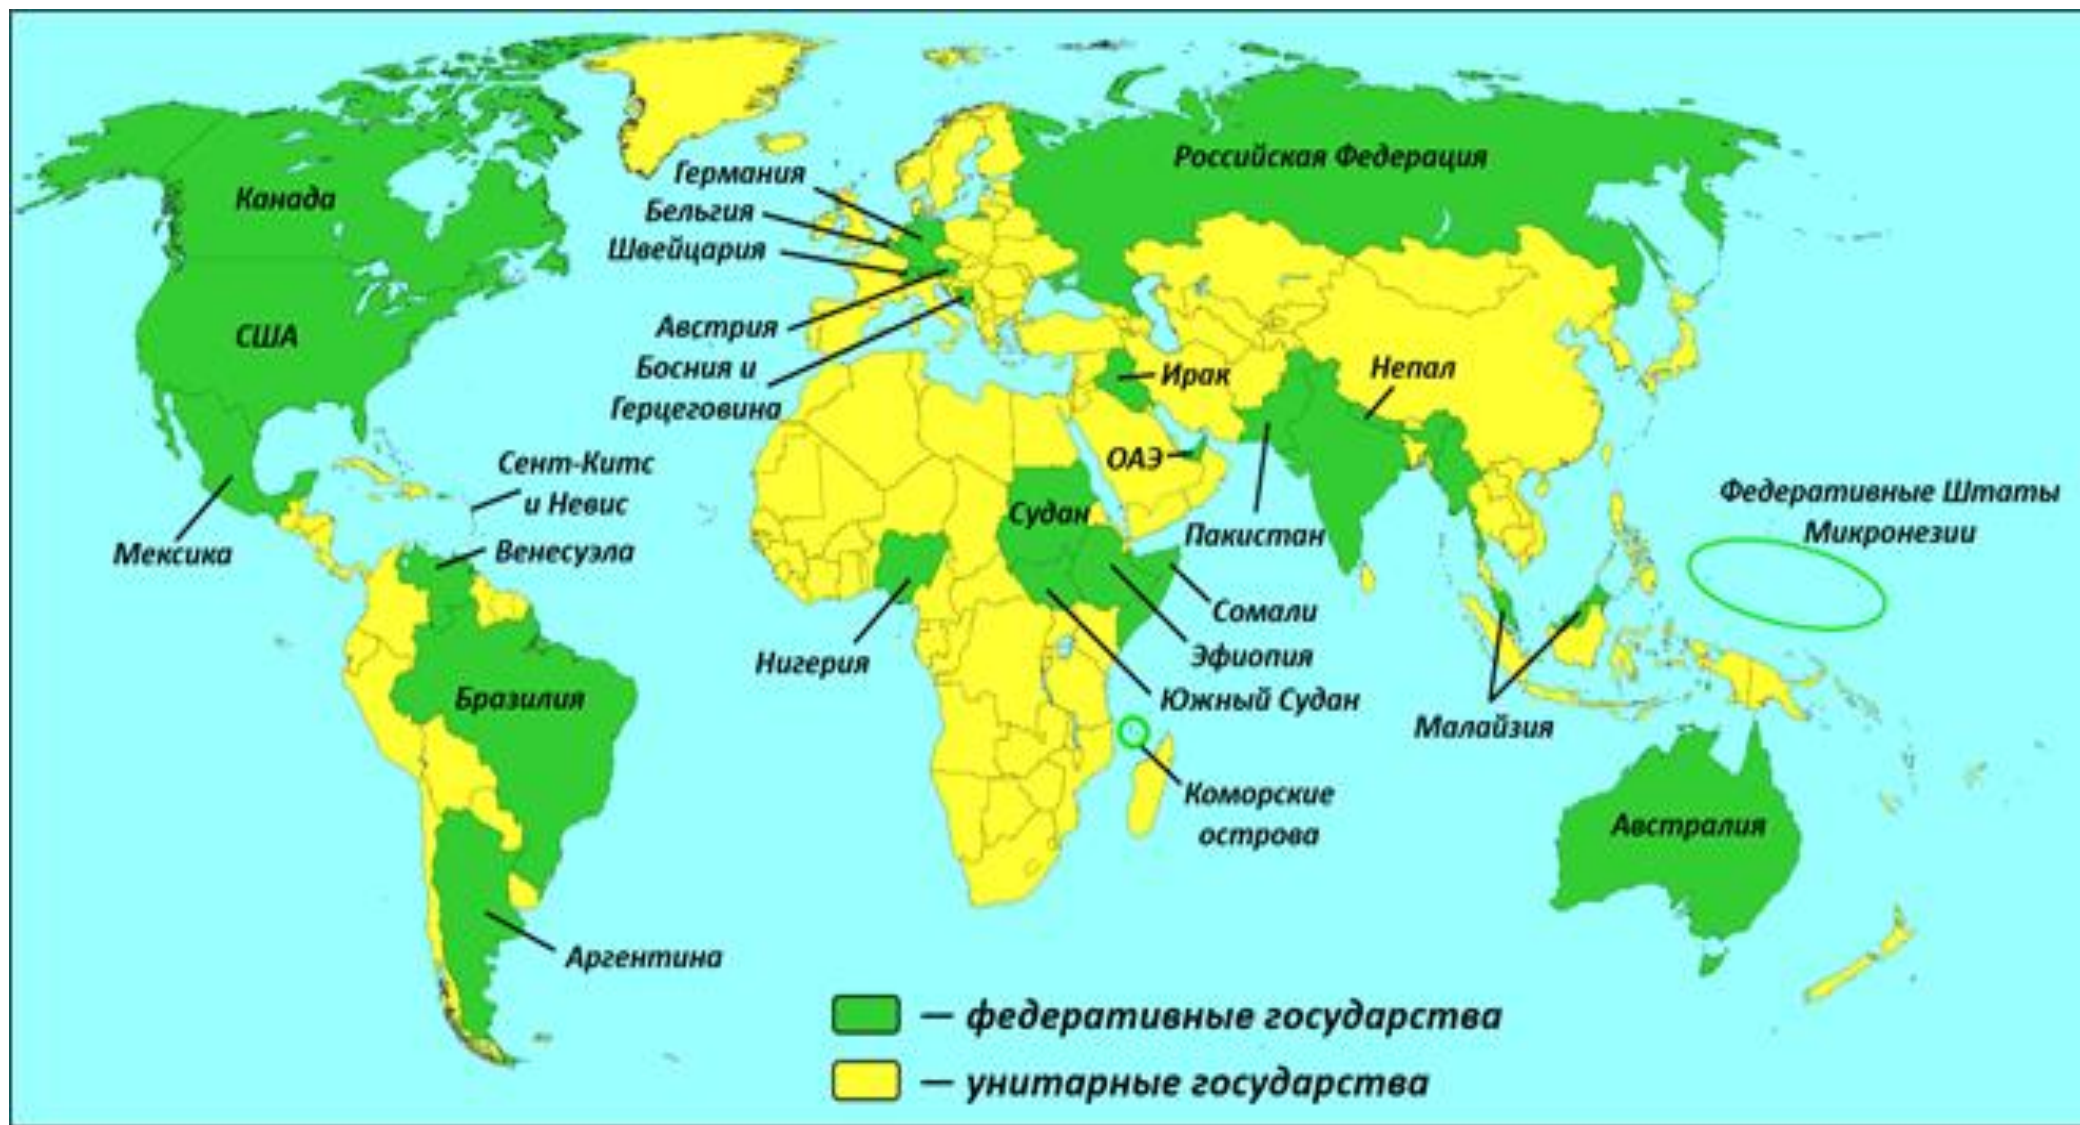 Российская Федерация
Германия
Канада
Бельгия
Швейцария
Австрия
США
Босния и
Герцеговина
Ирак
Непал
ОАЭ
Сент-Китс
и Невис
Судан
Пакистан
Федеративные Штаты
Микронезии
Мексика
Венесуэла
Сомали
Нигерия
Эфиопия
Бразилия
Южный Судан
Малайзия
Коморские
острова
Австралия
Аргентина
— федеративные государства
— унитарные государства